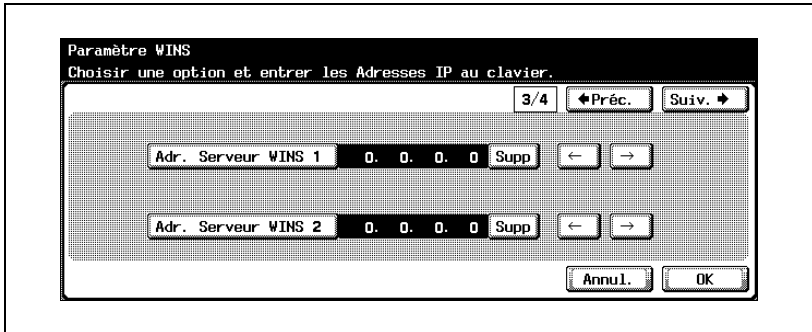 Paramètre WINS
Choisir une option et entrer les Adresses IP au clavier.
3/4 ←Préc. Suiv. →
Adr. Serveur WINS 1 0. 0. 0. 0 Supp ← →
Adr. Serveur WINS 2 0. 0. 0. 0 Supp ← →
Annul. OK